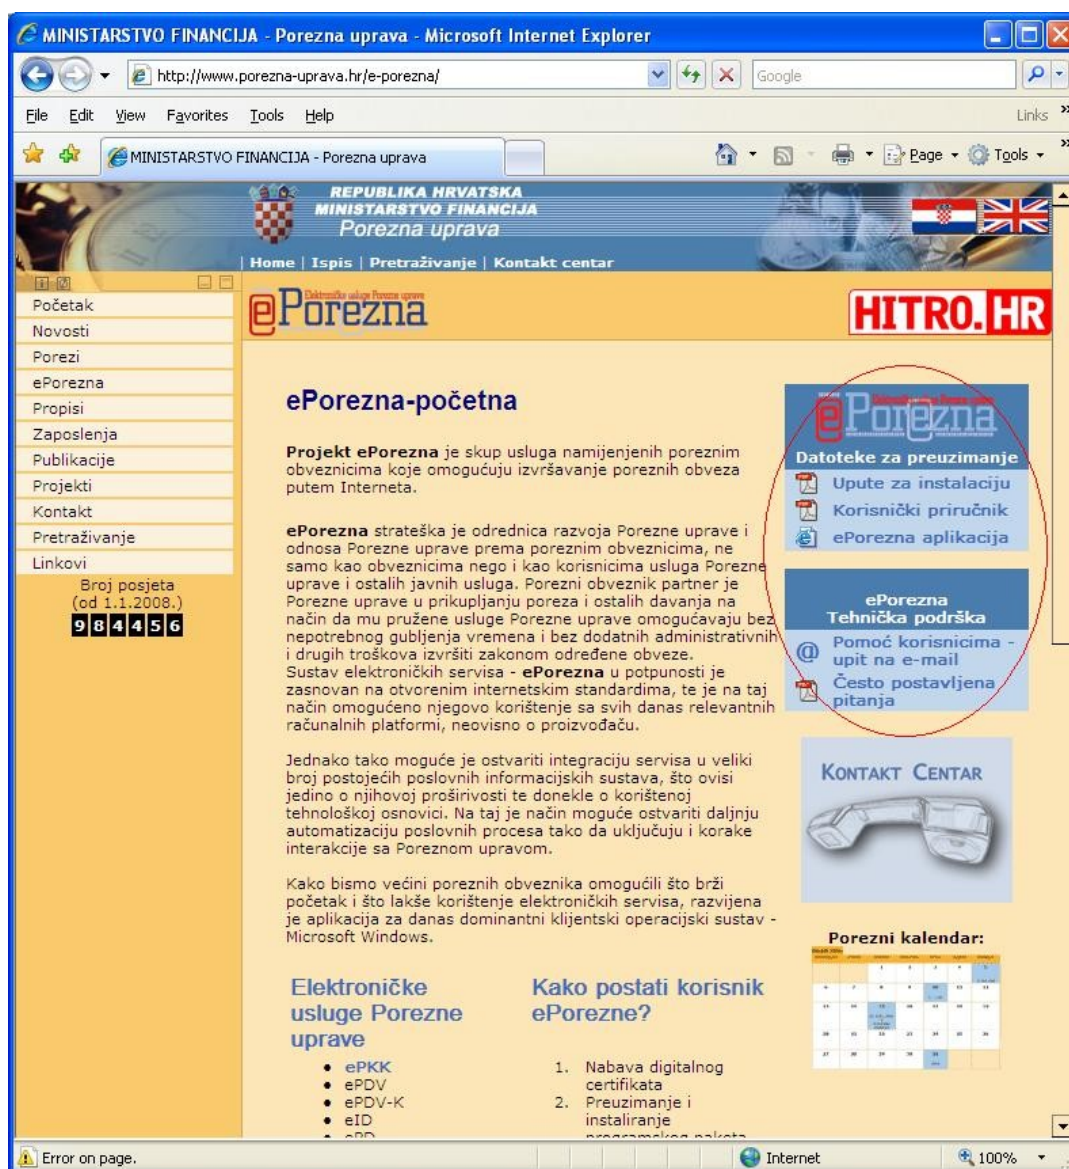 MINISTARSTVO FINANCIJA - Porezna uprava - Microsoft Internet Explorer
http://www.porezna-uprava.hr/e-porezna/
Google
File Edit View Favorites Tools Help
Links »
MINISTARSTVO FINANCIJA - Porezna uprava
Page Tools »
REPUBLIKA HRVATSKA
MINISTARSTVO FINANCIJA
Porezna uprava
| Home | Ispis | Pretraživanje | Kontakt centar
Početak
Novosti
Porezi
ePorezna
Propisi
Zaposlenja
Publikacije
Projekti
Kontakt
Pretraživanje
Linkovi
Broj posjeta
(od 1.1.2008.)
984456
Elektroničke usluge Porezne uprave
ePorezna
HITRO.HR
ePorezna-početna
Projekt ePorezna je skup usluga namijenjenih poreznim
obveznicima koje omogućuju izvršavanje poreznih obveza
putem Interneta.
ePorezna strateška je odrednica razvoja Porezne uprave i
odnosa Porezne uprave prema poreznim obveznicima, ne
samo kao obveznicima nego i kao korisnicima usluga Porezne
uprave i ostalih javnih usluga. Porezni obveznik partner je
Porezne uprave u prikupljanju poreza i ostalih davanja na
način da mu pružene usluge Porezne uprave omogućavaju bez
nepotrebnog gubljenja vremena i bez dodatnih administrativnih
i drugih troškova izvršiti zakonom određene obveze.
Sustav elektroničkih servisa - ePorezna u potpunosti je
zasnovan na otvorenim internetskim standardima, te je na taj
način omogućeno njegovo korištenje sa svih danas relevantnih
računalnih platformi, neovisno o proizvođaču.
Jednako tako moguće je ostvariti integraciju servisa u veliki
broj postojećih poslovnih informacijskih sustava, što ovisi
jedino o njihovoj proširivosti te donekle o korištenoj
tehnološkoj osnovici. Na taj je način moguće ostvariti daljnju
automatizaciju poslovnih procesa tako da uključuju i korake
interakcije sa Poreznom upravom.
Kako bismo većini poreznih obveznika omogućili što brži
početak i što lakše korištenje elektroničkih servisa, razvijena
je aplikacija za danas dominantni klijentski operacijski sustav -
Microsoft Windows.
Elektroničke
usluge Porezne
uprave
• ePKK
• ePDV
• ePDV-K
• eID
• ePD
Kako postati korisnik
ePorezne?
1. Nabava digitalnog
certifikata
2. Preuzimanje i
instaliranje
programskog paketa
ePorezna
Datoteke za preuzimanje
Upute za instalaciju
Korisnički priručnik
ePorezna aplikacija
ePorezna
Tehnička podrška
@ Pomoć korisnicima -
upit na e-mail
Često postavljena
pitanja
KONTAKT CENTAR
Porezni kalendar:
Error on page.
Internet
100%